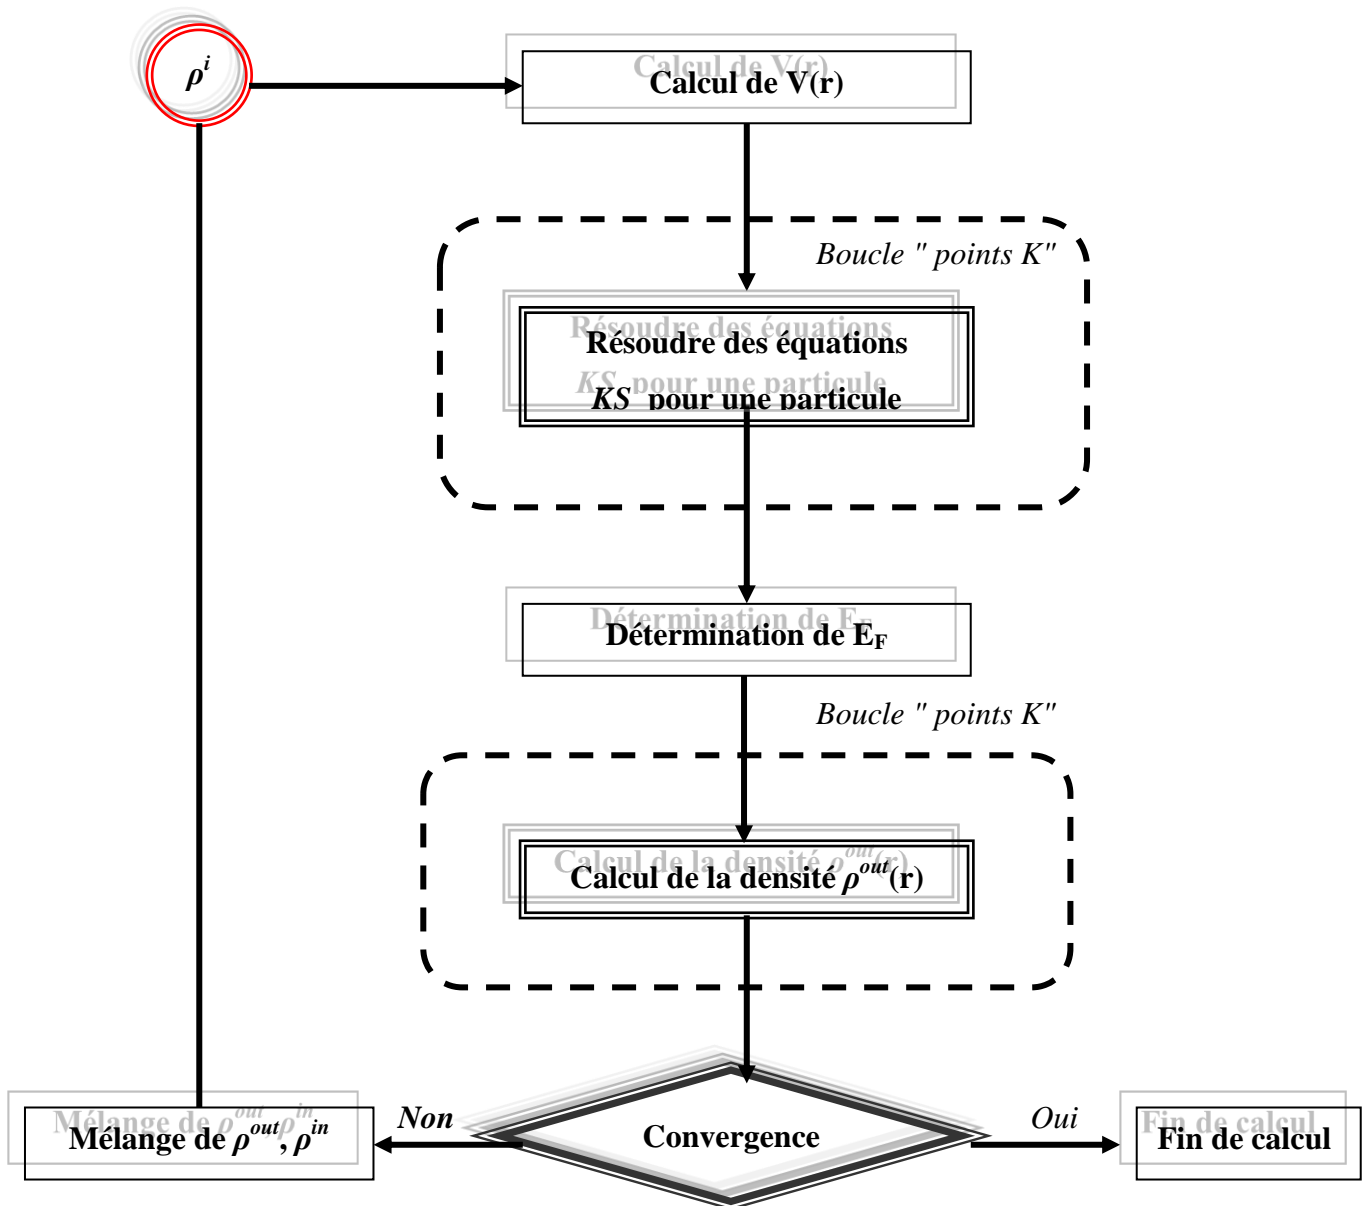 ρⁱ
Calcul de V(r)
Boucle " points K"
Résoudre des équations
KS pour une particule
Détermination de E_F
Boucle " points K"
Calcul de la densité ρᵒᵘᵗ(r)
Mélange de ρᵒᵘᵗ, ρⁱⁿ
Non
Convergence
Oui
Fin de calcul